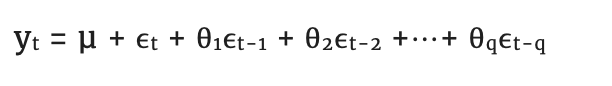 yₜ = μ + ϵₜ + θ₁ϵₜ₋₁ + θ₂ϵₜ₋₂ +⋯+ θqϵₜ₋q